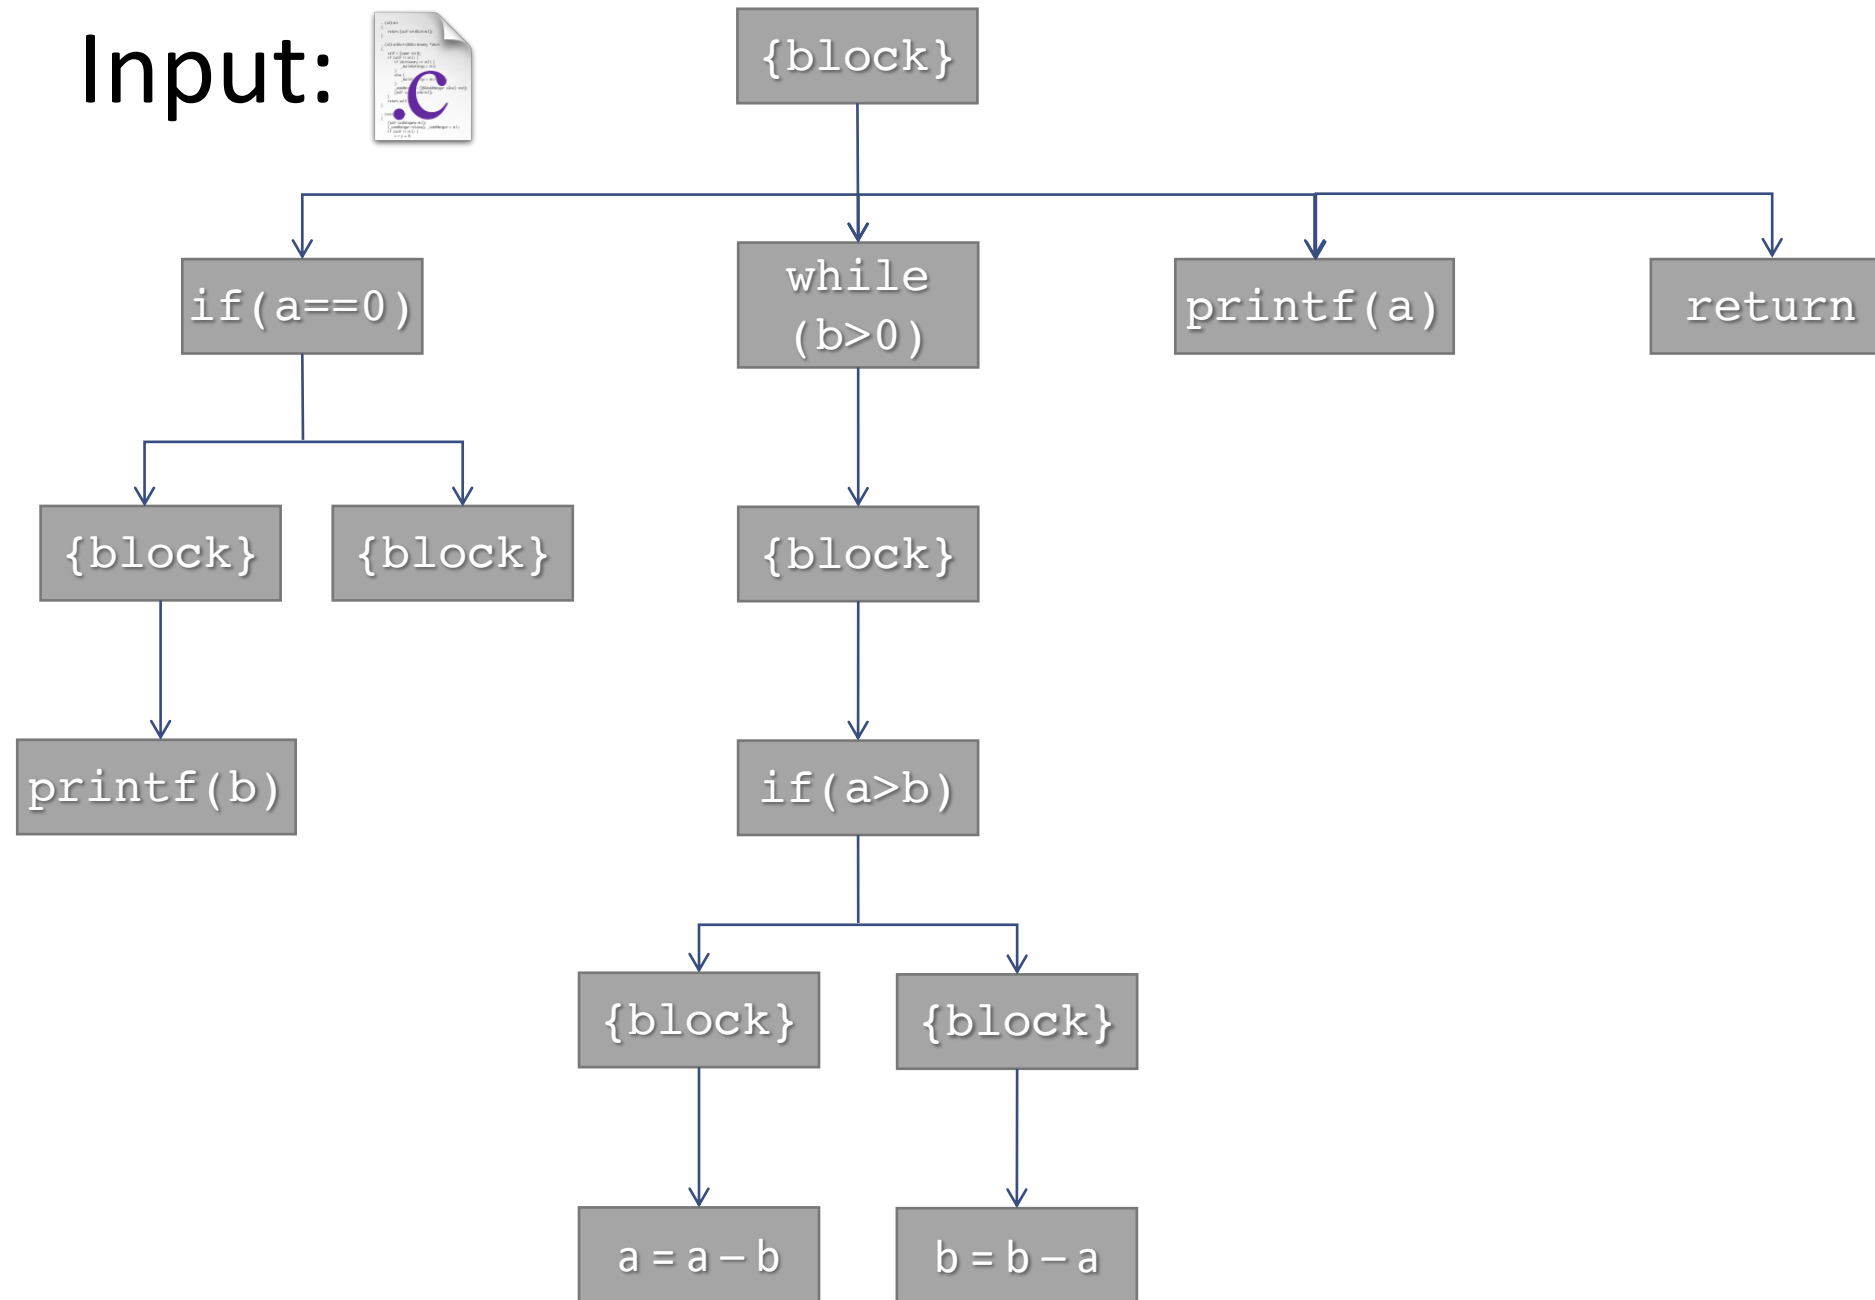 Input:
.c
{block}
if(a==0)
while
(b>0)
printf(a)
return
{block}
{block}
{block}
printf(b)
if(a>b)
{block}
{block}
a = a – b
b = b – a